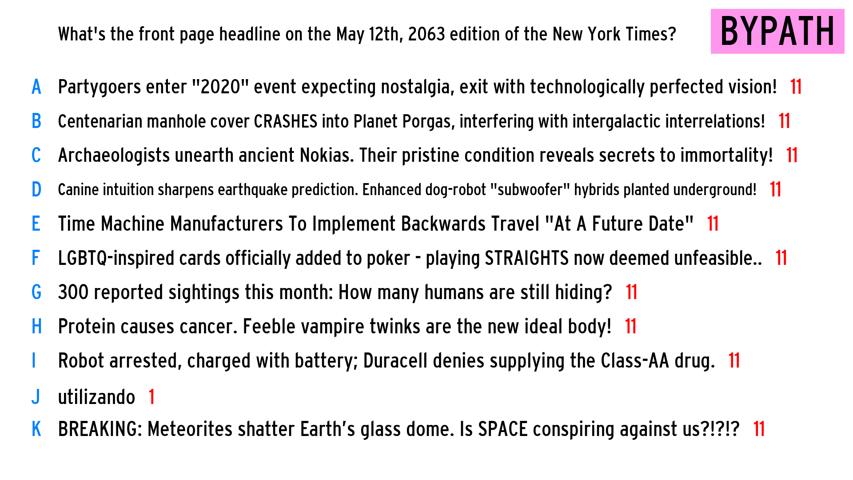 What's the front page headline on the May 12th, 2063 edition of the New York Times?
BYPATH
A Partygoers enter "2020" event expecting nostalgia, exit with technologically perfected vision! 11
B Centenarian manhole cover CRASHES into Planet Porgas, interfering with intergalactic interrelations! 11
C Archaeologists unearth ancient Nokias. Their pristine condition reveals secrets to immortality! 11
D Canine intuition sharpens earthquake prediction. Enhanced dog-robot "subwoofer" hybrids planted underground! 11
E Time Machine Manufacturers To Implement Backwards Travel "At A Future Date" 11
F LGBTQ-inspired cards officially added to poker - playing STRAIGHTS now deemed unfeasible.. 11
G 300 reported sightings this month: How many humans are still hiding? 11
H Protein causes cancer. Feeble vampire twinks are the new ideal body! 11
I Robot arrested, charged with battery; Duracell denies supplying the Class-AA drug. 11
J utilizando 1
K BREAKING: Meteorites shatter Earth’s glass dome. Is SPACE conspiring against us?!?!? 11